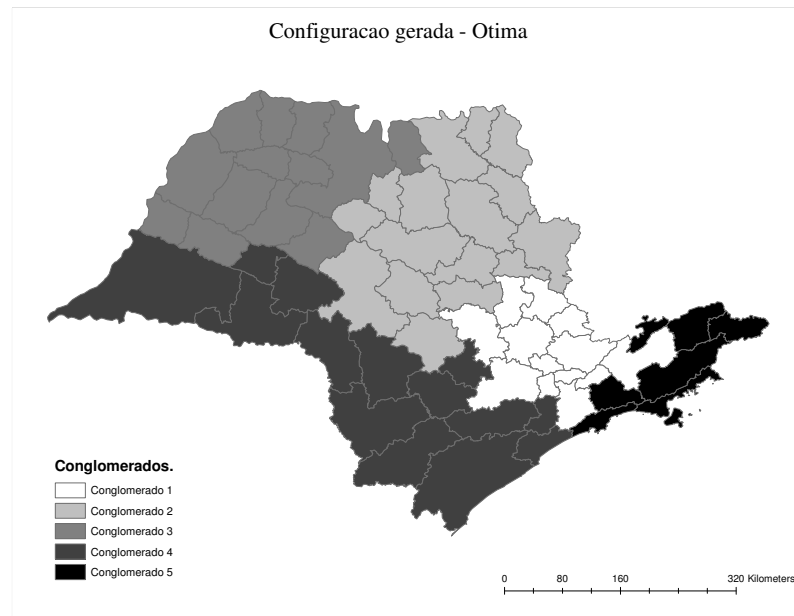 Configuracao gerada - Otima
Conglomerados.
Conglomerado 1
Conglomerado 2
Conglomerado 3
Conglomerado 4
Conglomerado 5
0 80 160 320 Kilometers